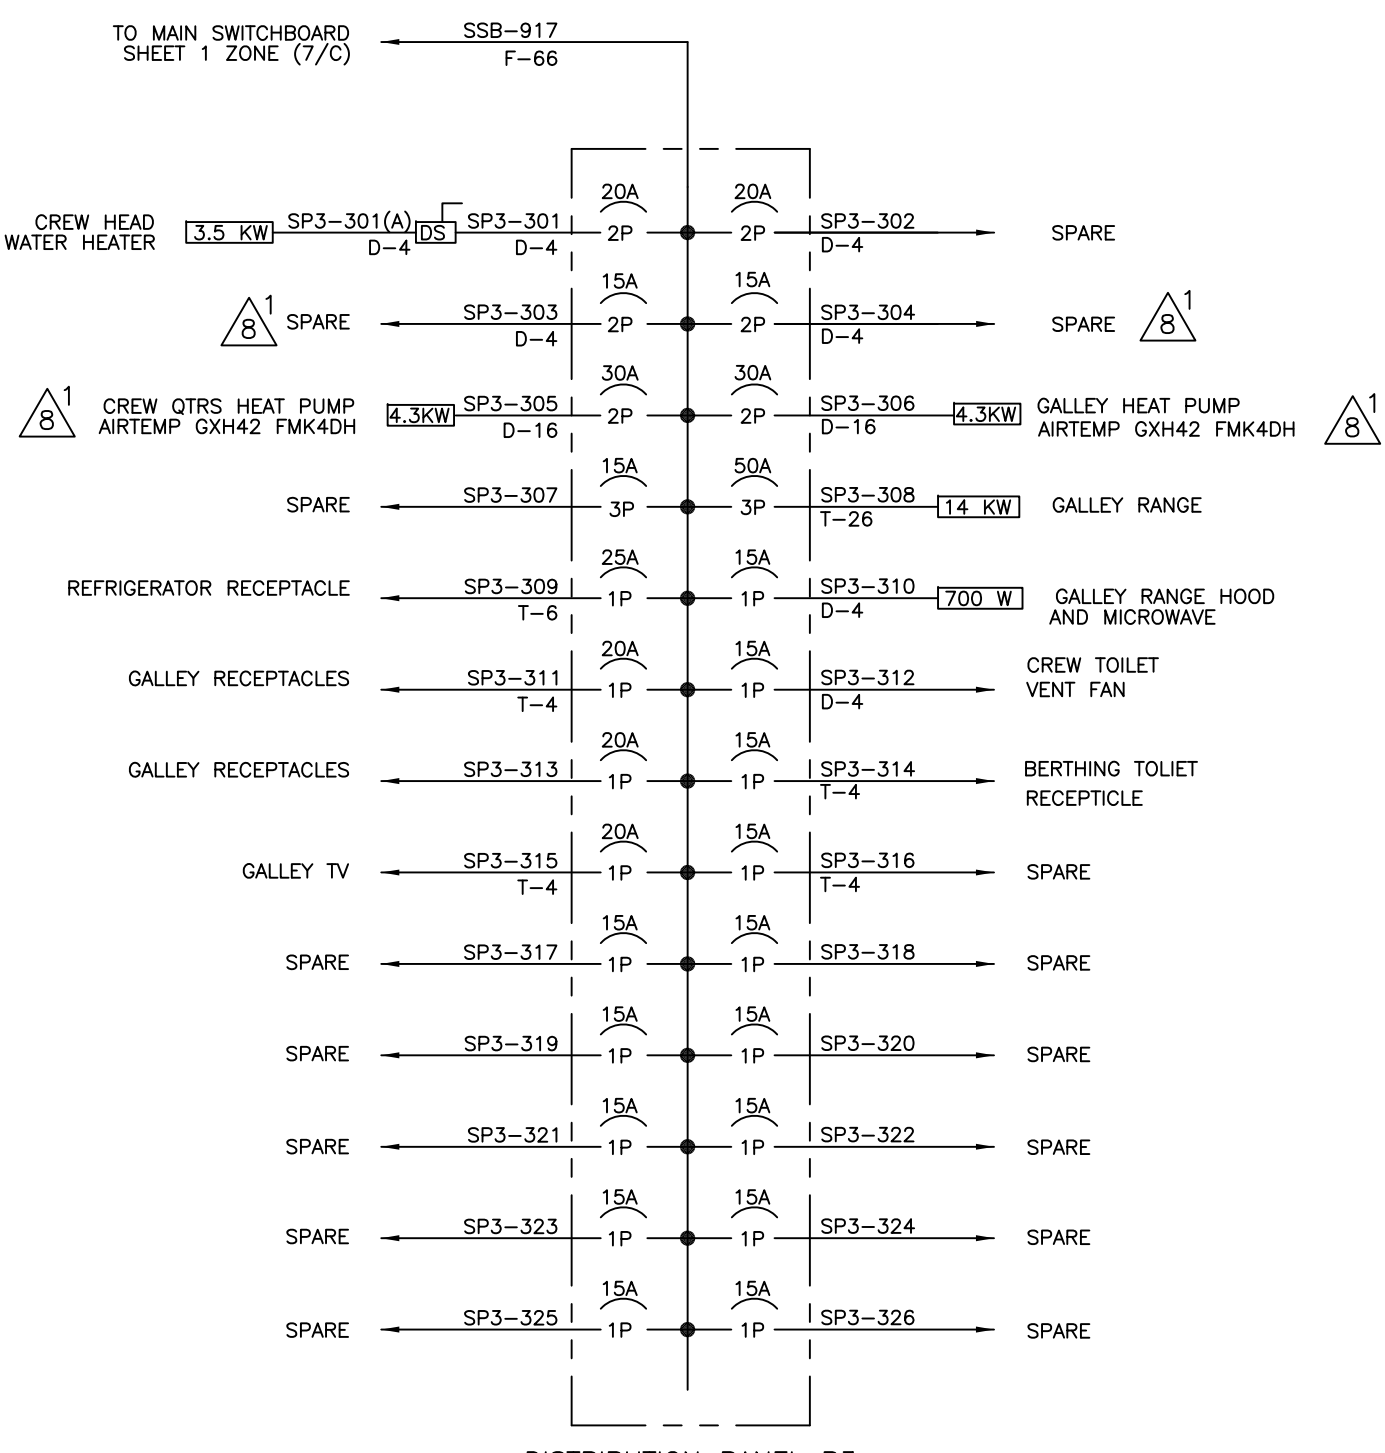 TO MAIN SWITCHBOARD
SHEET 1 ZONE (7/C)
SSB-917
F-66
20A
20A
CREW HEAD
WATER HEATER
3.5 KW
SP3-301(A)
D-4
DS
SP3-301
D-4
2P
2P
SP3-302
D-4
SPARE
15A
15A
8
1
SPARE
SP3-303
D-4
2P
2P
SP3-304
D-4
SPARE
8
1
30A
30A
8
1
CREW QTRS HEAT PUMP
AIRTEMP GXH42 FMK4DH
4.3KW
SP3-305
D-16
2P
2P
SP3-306
D-16
4.3KW
GALLEY HEAT PUMP
AIRTEMP GXH42 FMK4DH
8
1
15A
50A
SPARE
SP3-307
3P
3P
SP3-308
T-26
14 KW
GALLEY RANGE
25A
15A
REFRIGERATOR RECEPTACLE
SP3-309
T-6
1P
1P
SP3-310
D-4
700 W
GALLEY RANGE HOOD
AND MICROWAVE
20A
15A
GALLEY RECEPTACLES
SP3-311
T-4
1P
1P
SP3-312
D-4
CREW TOILET
VENT FAN
20A
15A
GALLEY RECEPTACLES
SP3-313
1P
1P
SP3-314
T-4
BERTHING TOLIET
RECEPTICLE
20A
15A
GALLEY TV
SP3-315
T-4
1P
1P
SP3-316
T-4
SPARE
15A
15A
SPARE
SP3-317
1P
1P
SP3-318
SPARE
15A
15A
SPARE
SP3-319
1P
1P
SP3-320
SPARE
15A
15A
SPARE
SP3-321
1P
1P
SP3-322
SPARE
15A
15A
SPARE
SP3-323
1P
1P
SP3-324
SPARE
15A
15A
SPARE
SP3-325
1P
1P
SP3-326
SPARE
DISTRIBUTION PANEL